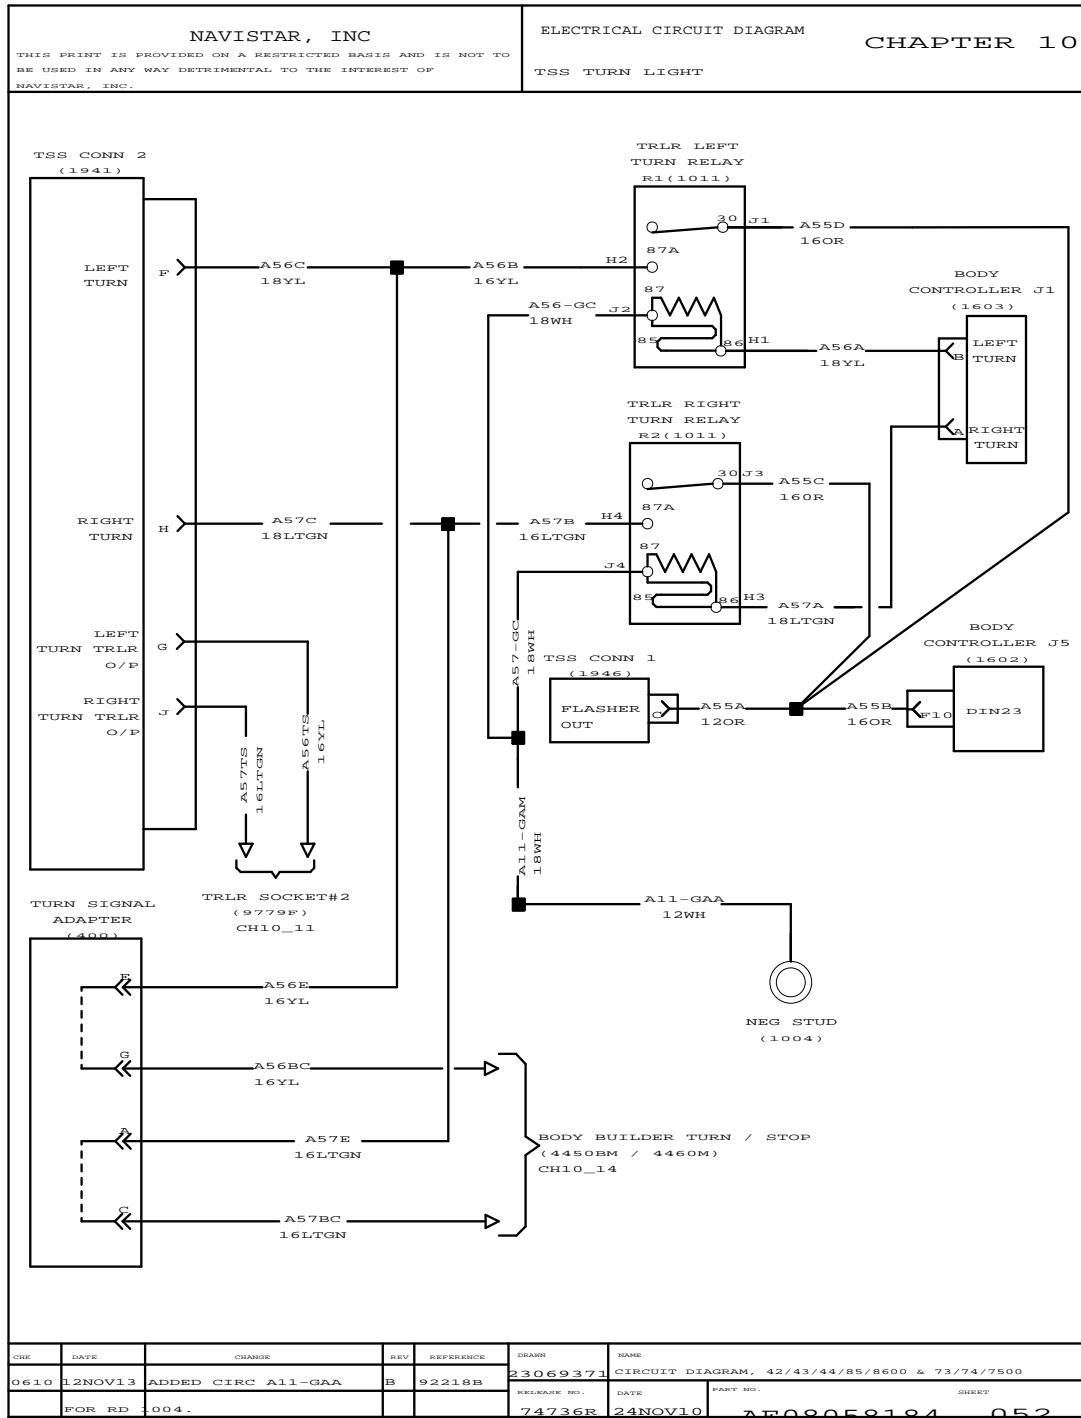 NAVISTAR, INC
THIS PRINT IS PROVIDED ON A RESTRICTED BASIS AND IS NOT TO
BE USED IN ANY WAY DETRIMENTAL TO THE INTEREST OF
NAVISTAR, INC.
ELECTRICAL CIRCUIT DIAGRAM
TSS TURN LIGHT
CHAPTER 10
TSS CONN 2
(1941)
LEFT
TURN
F
A56C
18YL
A56B
16YL
H2
TRLR LEFT
TURN RELAY
R1(1011)
30
J1
87A
87
85
86
H1
A55D
16OR
A56-GC
18WH
J2
A56A
18YL
BODY
CONTROLLER J1
(1603)
LEFT
TURN
B
A
RIGHT
TURN
TRLR RIGHT
TURN RELAY
R2(1011)
30
J3
87A
87
85
86
H3
A55C
16OR
RIGHT
TURN
H
A57C
18LTGN
A57B
16LTGN
H4
J4
A57A
18LTGN
A57-GC
18WH
LEFT
TURN TRLR
O/P
G
RIGHT
TURN TRLR
O/P
J
A57TS
16LTGN
A56TS
16YL
TRLR SOCKET#2
(9779F)
CH10_11
TSS CONN 1
(1946)
FLASHER
OUT
C
A55A
12OR
A55B
16OR
BODY
CONTROLLER J5
(1602)
F10
DIN23
A11-GAM
18WH
A11-GAA
12WH
NEG STUD
(1004)
TURN SIGNAL
ADAPTER
(400)
E
A56E
16YL
G
A56BC
16YL
A
A57E
16LTGN
C
A57BC
16LTGN
BODY BUILDER TURN / STOP
(4450BM / 4460M)
CH10_14
CHK DATE CHANGE REV REFERENCE
0610 12NOV13 ADDED CIRC A11-GAA B 92218B
FOR RD 1004.
DRAWN
23069371
NAME
CIRCUIT DIAGRAM, 42/43/44/85/8600 & 73/74/7500
RELEASE NO.
74736R
DATE
24NOV10
PART NO.
AE08058184
SHEET
052